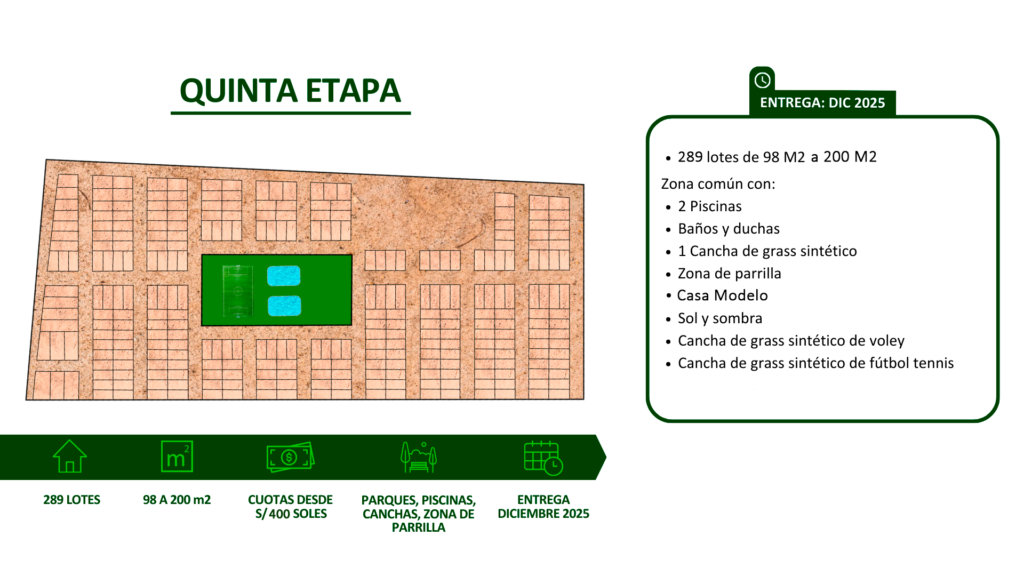 QUINTA ETAPA
ENTREGA: DIC 2025
• 289 lotes de 98 M2 a 200 M2
Zona común con:
• 2 Piscinas
• Baños y duchas
• 1 Cancha de grass sintético
• Zona de parrilla
• Casa Modelo
• Sol y sombra
• Cancha de grass sintético de voley
• Cancha de grass sintético de fútbol tennis
m²
289 LOTES
98 A 200 m2
CUOTAS DESDE
S/ 400 SOLES
PARQUES, PISCINAS,
CANCHAS, ZONA DE
PARRILLA
ENTREGA
DICIEMBRE 2025